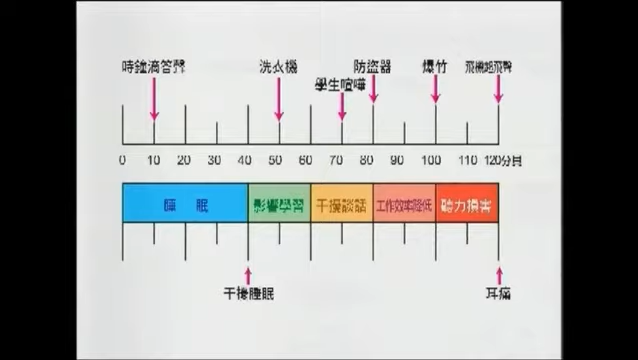 時鐘滴答聲 洗衣機 防盜器 爆竹 飛機起飛聲
學生喧嘩
0 10 20 30 40 50 60 70 80 90 100 110 120分貝
睡眠 影響學習 干擾談話 工作效率降低 聽力損害
干擾睡眠 耳痛